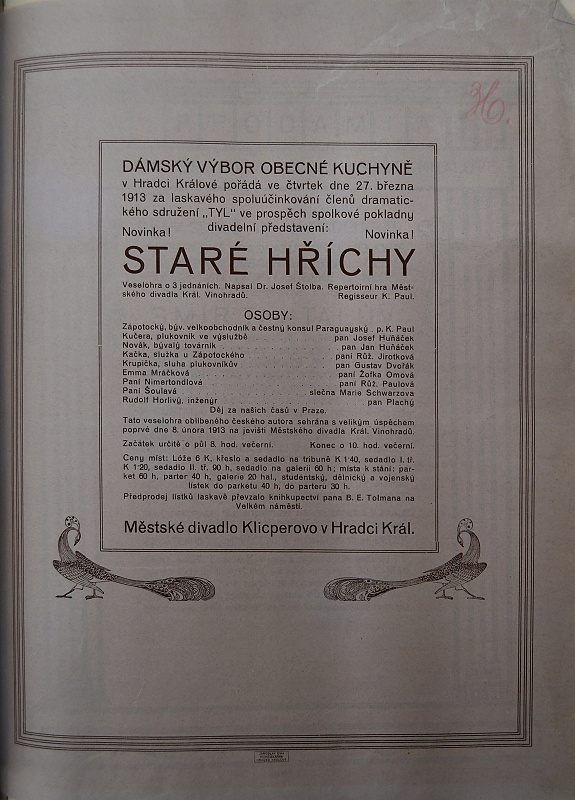 36.
DÁMSKÝ VÝBOR OBECNÉ KUCHYNĚ
v Hradci Králové pořádá ve čtvrtek dne 27. března
1913 za laskavého spoluúčinkování členů dramatic-
kého sdružení „TYL“ ve prospěch spolkové pokladny
divadelní představení:
Novinka! Novinka!
STARÉ HŘÍCHY
Veselohra o 3 jednáních. Napsal Dr. Josef Štolba. Repertoirní hra Měst-
ského divadla Král. Vinohradů. Regisseur K. Paul.
OSOBY:
Zápotocký, býv. velkoobchodník a čestný konsul Paraguayský . p. K. Paul
Kučera, plukovník ve výslužbě pan Josef Huňáček
Novák, bývalý továrník pan Jan Huňáček
Kačka, služka u Zápotockého paní Růž. Jirotková
Krupička, sluha plukovníkův pan Gustav Dvořák
Emma Mráčková paní Žofka Omová
Paní Nimertondlová paní Růž. Paulová
Paní Šoulavá slečna Marie Schwarzova
Rudolf Horlivý, inženýr pan Plachý
Děj za našich časů v Praze.
Tato veselohra oblíbeného českého autora sehrána s velikým úspěchem
poprvé dne 8. února 1913 na jevišti Městského divadla Král. Vinohradů.
Začátek určitě o půl 8. hod. večerní. Konec o 10. hod. večerní.
Ceny míst: Lóže 6 K, křeslo a sedadlo na tribuně K 1·40, sedadlo I. tř.
K 1·20, sedadlo II. tř. 90 h, sedadlo na galerii 60 h; místa k stání: par-
ket 60 h, parter 40 h, galerie 20 hal., studentský, dělnický a vojenský
lístek do parketu 40 h, do parteru 30 h.
Předprodej lístků laskavě převzalo knihkupectví pana B. E. Tolmana na
Velkém náměstí.
Městské divadlo Klicperovo v Hradci Král.